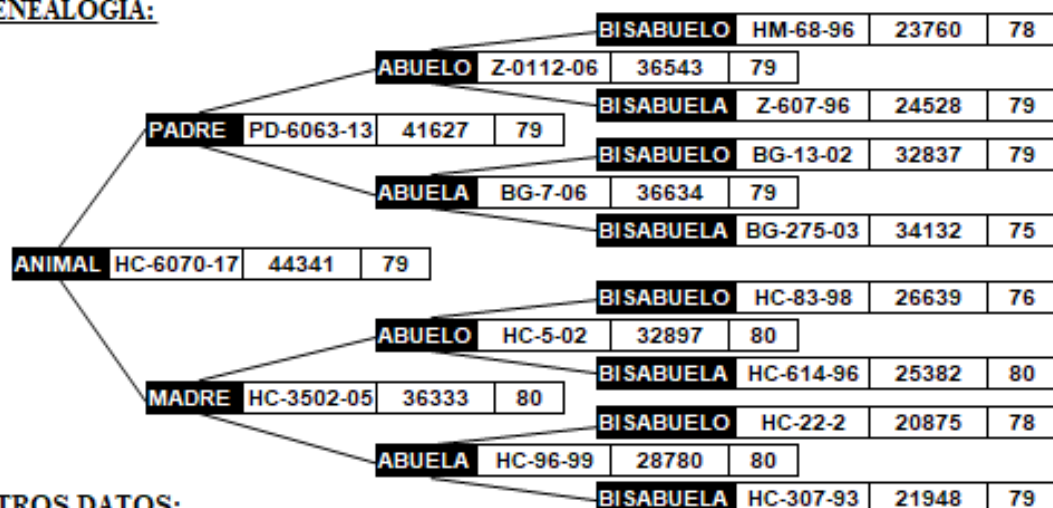 ENEALOGIA:
BISABUELO HM-68-96 23760 78
ABUELO Z-0112-06 36543 79
BISABUELA Z-607-96 24528 79
PADRE PD-6063-13 41627 79
BISABUELO BG-13-02 32837 79
ABUELA BG-7-06 36634 79
BISABUELA BG-275-03 34132 75
ANIMAL HC-6070-17 44341 79
BISABUELO HC-83-98 26639 76
ABUELO HC-5-02 32897 80
BISABUELA HC-614-96 25382 80
MADRE HC-3502-05 36333 80
BISABUELO HC-22-2 20875 78
ABUELA HC-96-99 28780 80
BISABUELA HC-307-93 21948 79
TROS DATOS: